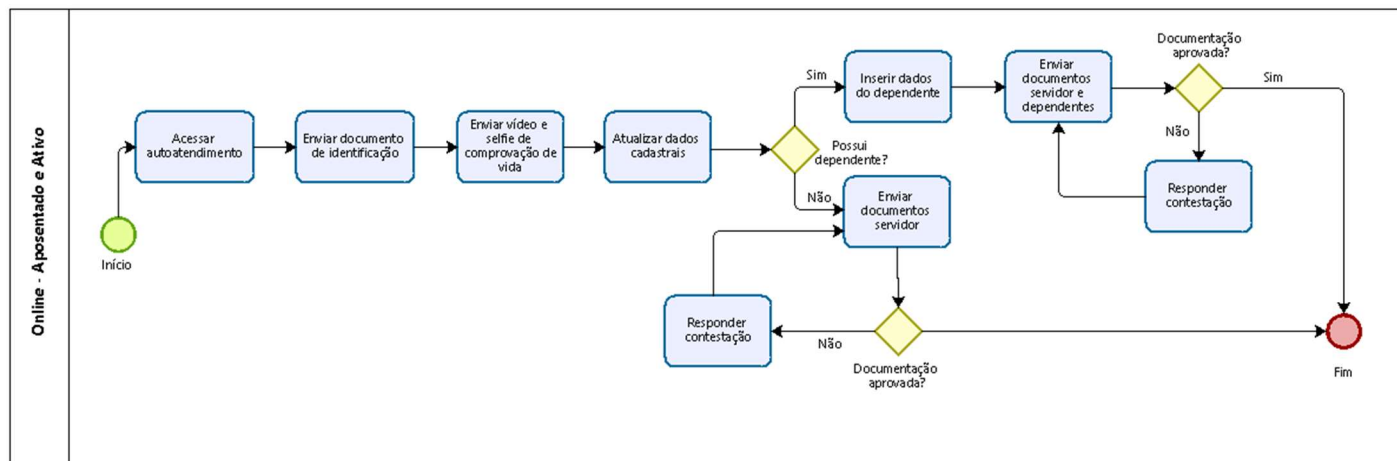 Online - Aposentado e Ativo
Início
Acessar
autoatendimento
Enviar documento
de identificação
Enviar vídeo e
selfie de
comprovação de
vida
Atualizar dados
cadastrais
Possui
dependente?
Sim
Inserir dados
do dependente
Enviar
documentos
servidor e
dependentes
Documentação
aprovada?
Sim
Não
Responder
contestação
Não
Enviar
documentos
servidor
Documentação
aprovada?
Não
Responder
contestação
Fim